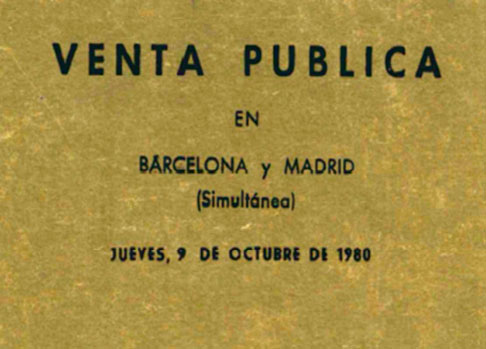 VENTA PUBLICA
EN
BARCELONA y MADRID
(Simultánea)
JUEVES, 9 DE OCTUBRE DE 1980